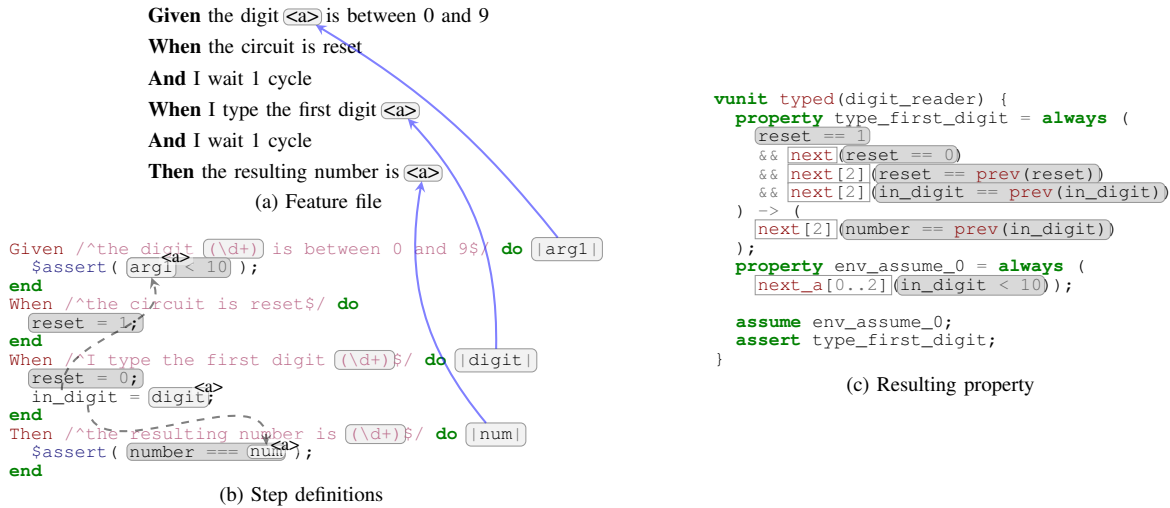 Given the digit <a> is between 0 and 9
When the circuit is reset
And I wait 1 cycle
When I type the first digit <a>
And I wait 1 cycle
Then the resulting number is <a>
(a) Feature file
Given /^the digit (\d+) is between 0 and 9$/ do |arg1|
<a>
$assert( arg1 < 10 );
end
When /^the circuit is reset$/ do
reset = 1;
end
When /^I type the first digit (\d+)$/ do |digit|
reset = 0;
<a>
in_digit = digit;
end
Then /^the resulting number is (\d+)$/ do |num|
<a>
$assert( number === num );
end
(b) Step definitions
vunit typed(digit_reader) {
property type_first_digit = always (
reset == 1
&& next(reset == 0)
&& next[2](reset == prev(reset))
&& next[2](in_digit == prev(in_digit))
) -> (
next[2](number == prev(in_digit))
);
property env_assume_0 = always (
next_a[0..2](in_digit < 10));
assume env_assume_0;
assert type_first_digit;
}
(c) Resulting property